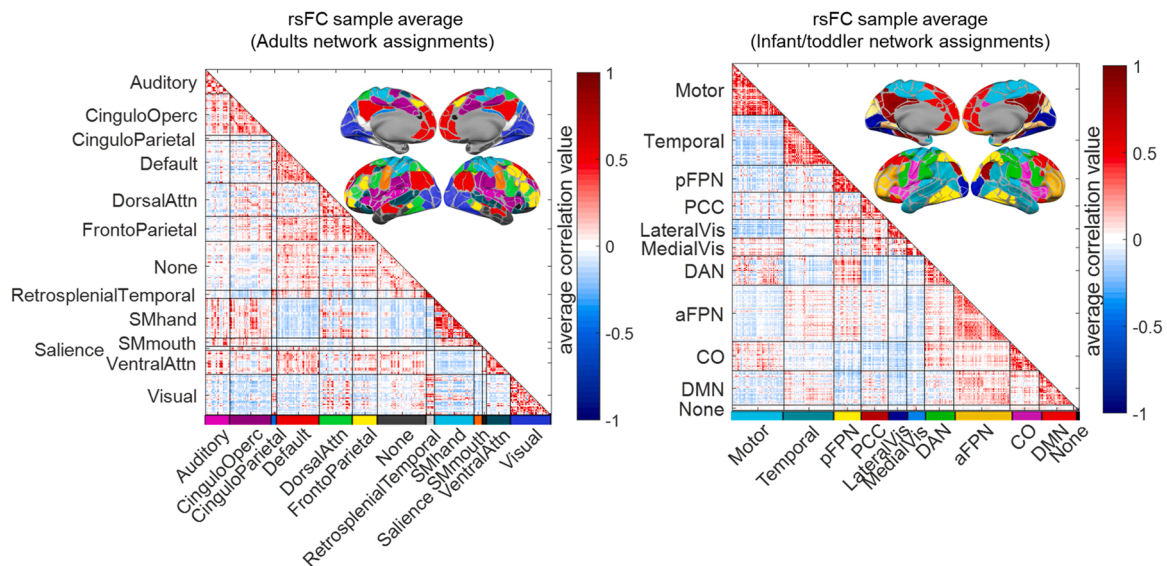 rsFC sample average
(Adults network assignments)
Auditory
CinguloOperc
CinguloParietal
Default
DorsalAttn
FrontoParietal
None
RetrosplenialTemporal
SMhand
SMmouth
Salience
VentralAttn
Visual
Auditory
CinguloOperc
CinguloParietal
Default
DorsalAttn
FrontoParietal
None
RetrosplenialTemporal
SMhand
Salience
SMmouth
VentralAttn
Visual
1
0.5
0
-0.5
-1
average correlation value
rsFC sample average
(Infant/toddler network assignments)
Motor
Temporal
pFPN
PCC
LateralVis
MedialVis
DAN
aFPN
CO
DMN
None
Motor
Temporal
pFPN
PCC
LateralVis
MedialVis
DAN
aFPN
CO
DMN
None
1
0.5
0
-0.5
-1
average correlation value